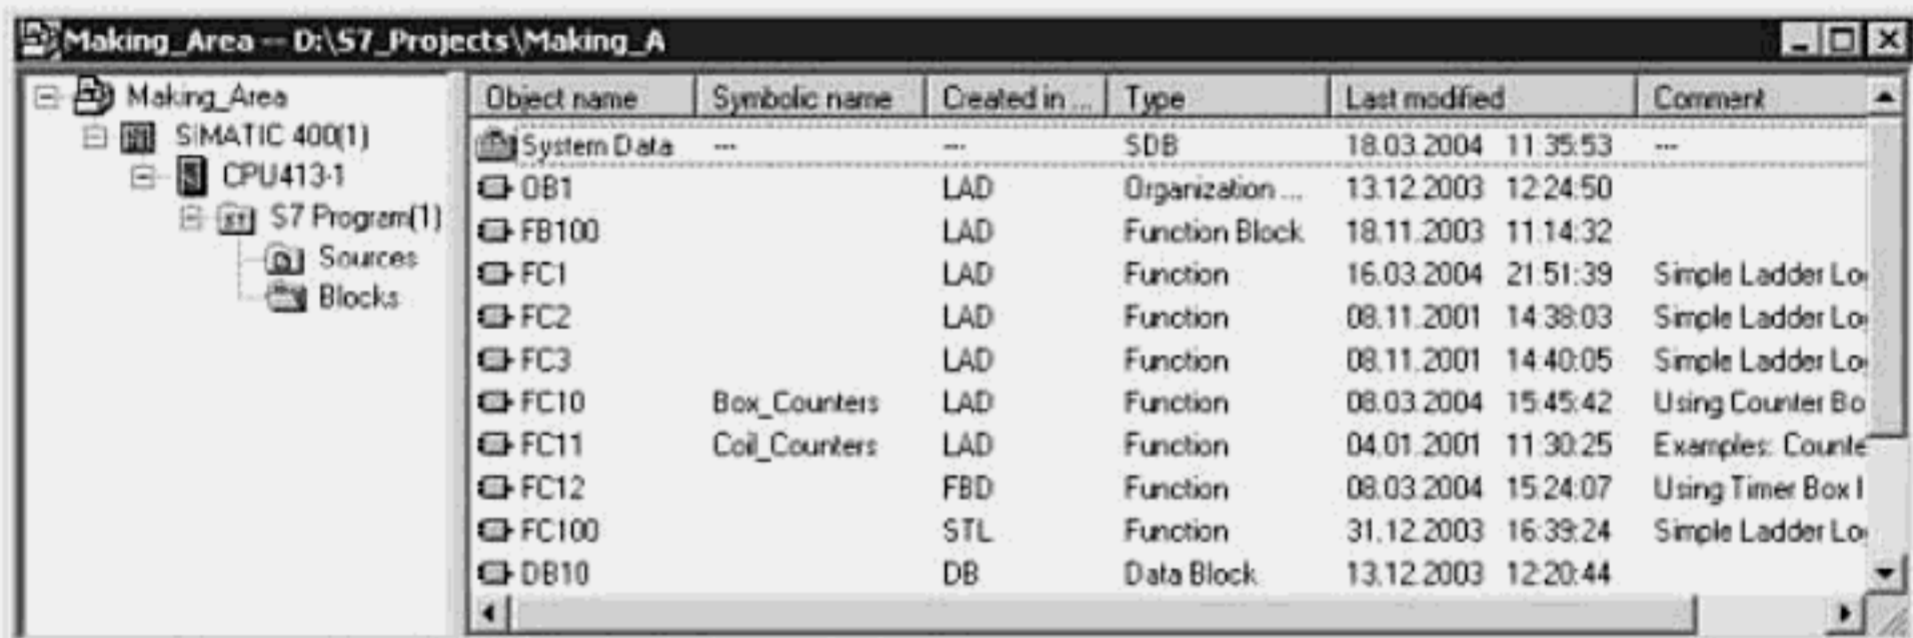 Making_Area -- D:\S7_Projects\Making_A
Making_Area
SIMATIC 400(1)
CPU413-1
S7 Program(1)
Sources
Blocks
Object name Symbolic name Created in ... Type Last modified Comment
System Data --- --- SDB 18.03.2004 11:35:53 ---
OB1 LAD Organization ... 13.12.2003 12:24:50
FB100 LAD Function Block 18.11.2003 11:14:32
FC1 LAD Function 16.03.2004 21:51:39 Simple Ladder Lo
FC2 LAD Function 08.11.2001 14:38:03 Simple Ladder Lo
FC3 LAD Function 08.11.2001 14:40:05 Simple Ladder Lo
FC10 Box_Counters LAD Function 08.03.2004 15:45:42 Using Counter Bo
FC11 Coil_Counters LAD Function 04.01.2001 11:30:25 Examples: Counte
FC12 FBD Function 08.03.2004 15:24:07 Using Timer Box I
FC100 STL Function 31.12.2003 16:39:24 Simple Ladder Lo
DB10 DB Data Block 13.12.2003 12:20:44